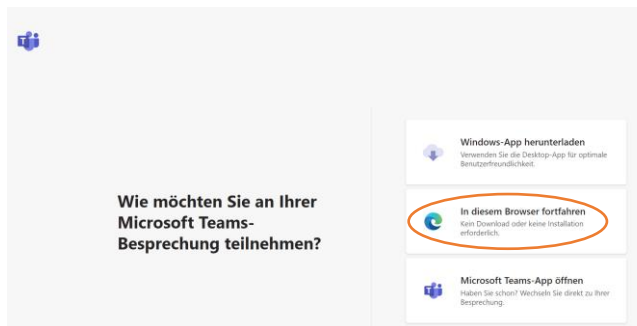 Wie möchten Sie an Ihrer
Microsoft Teams-
Besprechung teilnehmen?
Windows-App herunterladen
Verwenden Sie die Desktop-App für optimale
Benutzerfreundlichkeit.
In diesem Browser fortfahren
Kein Download oder keine Installation
erforderlich.
Microsoft Teams-App öffnen
Haben Sie schon? Wechseln Sie direkt zu Ihrer
Besprechung.